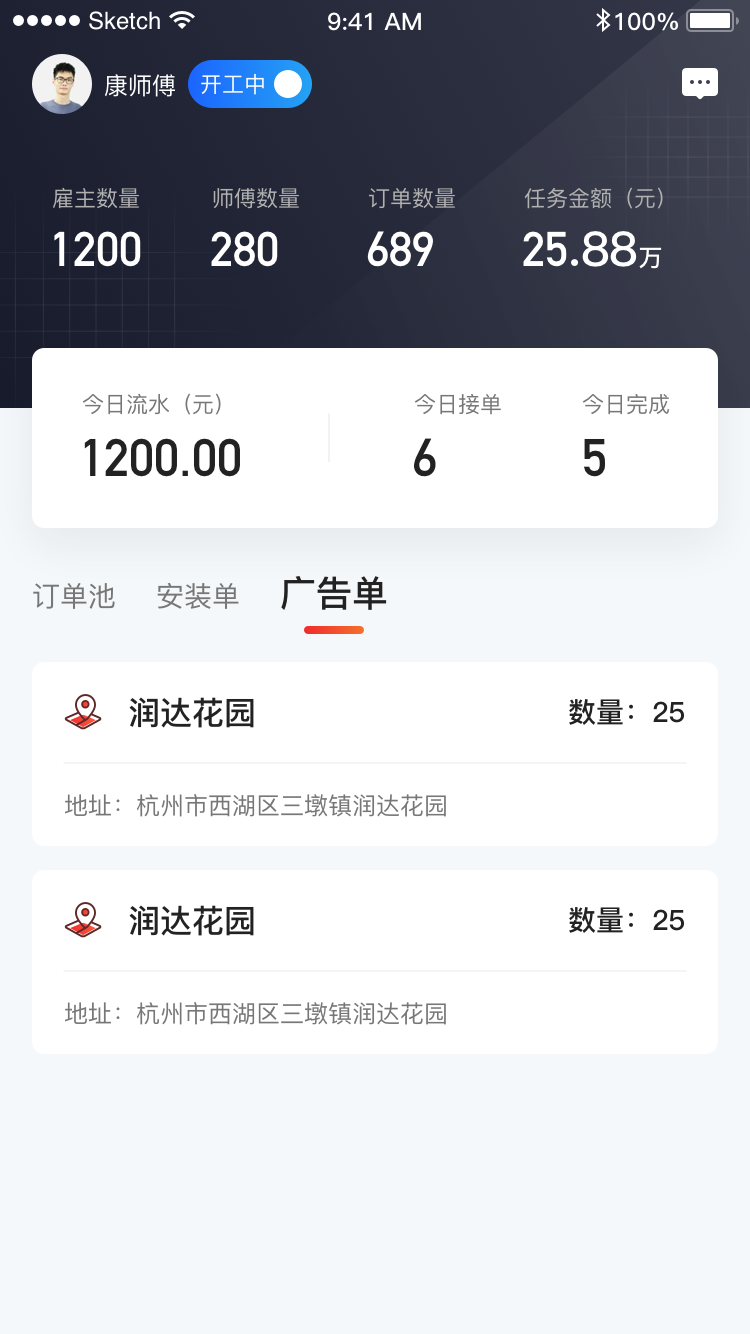 Sketch 9:41 AM 100%
康师傅 开工中
雇主数量 师傅数量 订单数量 任务金额（元）
1200 280 689 25.88万
今日流水（元） 今日接单 今日完成
1200.00 6 5
订单池 安装单 广告单
润达花园 数量：25
地址：杭州市西湖区三墩镇润达花园
润达花园 数量：25
地址：杭州市西湖区三墩镇润达花园